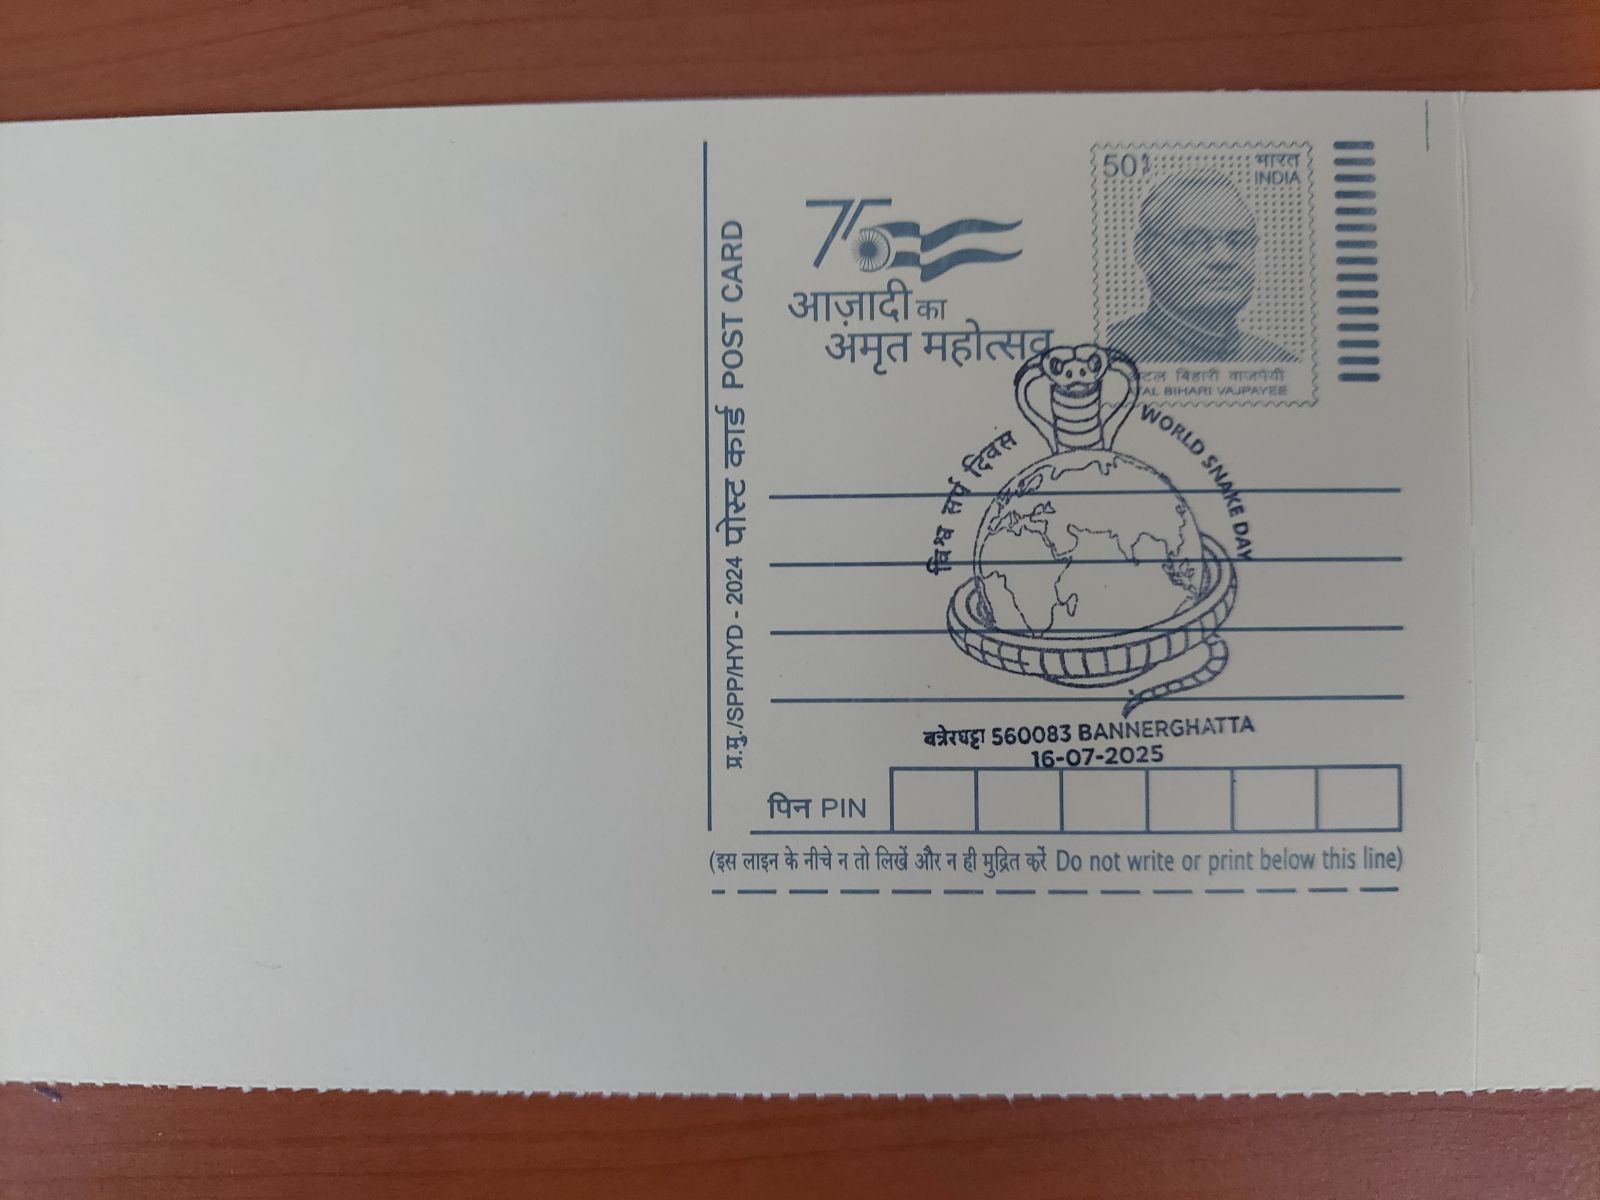 75
आज़ादी का
अमृत महोत्सव
50
भारत
INDIA
बिहारी वाजपेयी
BIHARI VAJPAYEE
प्र.मु./SPP/HYD - 2024 पोस्ट कार्ड POST CARD
विश्व सर्प दिवस
WORLD SNAKE DAY
बन्नेरघट्टा 560083 BANNERGHATTA
16-07-2025
पिन PIN
(इस लाइन के नीचे न तो लिखें और न ही मुद्रित करें Do not write or print below this line)